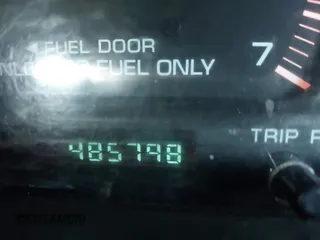 FUEL DOOR
FUEL ONLY
7
485798
TRIP